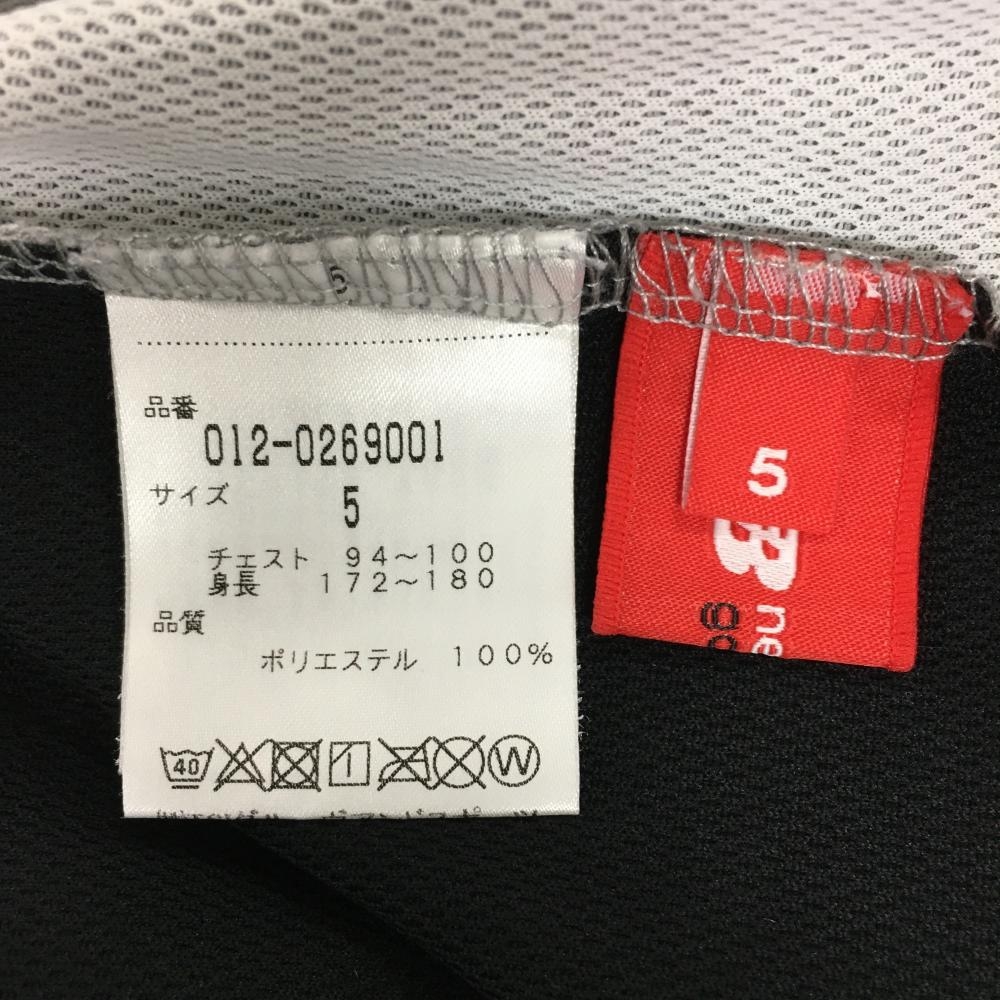 5
品番
012-0269001
サイズ
5
チェスト 94～100
身長 172～180
品質
ポリエステル 100%
40
W
5
B
ne